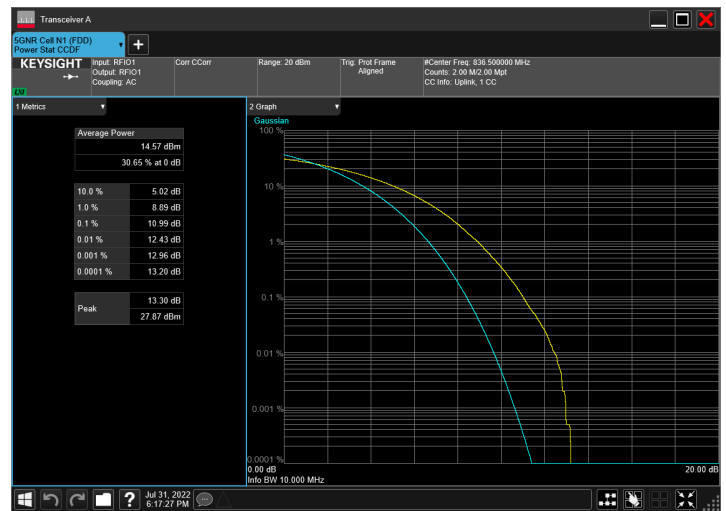 Transceiver A
5GNR Cell N1 (FDD)
Power Stat CCDF
KEYSIGHT
Input: RFIO1
Output: RFIO1
Coupling: AC
Corr CCorr
Range: 20 dBm
Trig: Prot Frame
Aligned
#Center Freq: 836.500000 MHz
Counts: 2.00 M/2.00 Mpt
CC Info: Uplink, 1 CC
1 Metrics
Average Power
14.57 dBm
30.65 % at 0 dB
10.0 % 5.02 dB
1.0 % 8.89 dB
0.1 % 10.99 dB
0.01 % 12.43 dB
0.001 % 12.96 dB
0.0001 % 13.20 dB
Peak
13.30 dB
27.87 dBm
2 Graph
Gaussian
100 %
10 %
1 %
0.1 %
0.01 %
0.001 %
0.0001 %
0.00 dB
20.00 dB
Info BW 10.000 MHz
?
Jul 31, 2022
6:17:27 PM